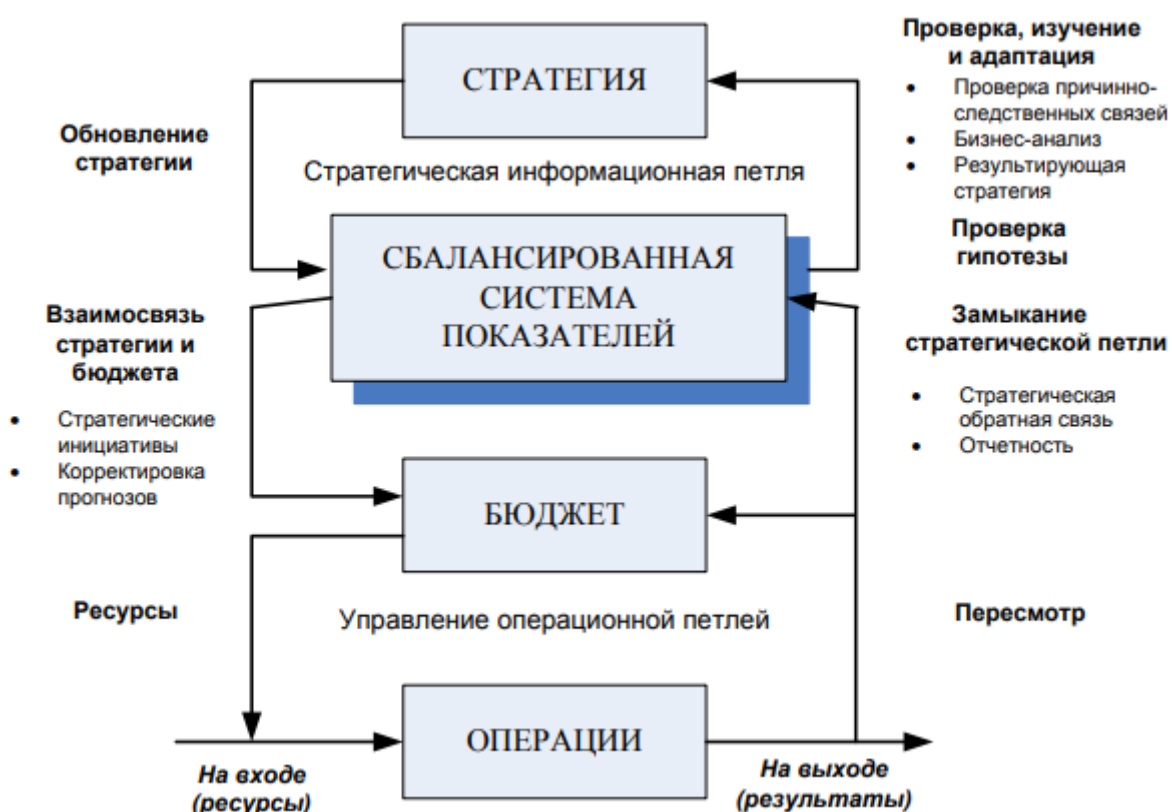 СТРАТЕГИЯ
Проверка, изучение
и адаптация
• Проверка причинно-
следственных связей
• Бизнес-анализ
• Результирующая
стратегия
Обновление
стратегии
Стратегическая информационная петля
Проверка
гипотезы
СБАЛАНСИРОВАННАЯ
СИСТЕМА
ПОКАЗАТЕЛЕЙ
Взаимосвязь
стратегии и
бюджета
• Стратегические
инициативы
• Корректировка
прогнозов
Замыкание
стратегической петли
• Стратегическая
обратная связь
• Отчетность
БЮДЖЕТ
Ресурсы
Управление операционной петлей
Пересмотр
ОПЕРАЦИИ
На входе
(ресурсы)
На выходе
(результаты)